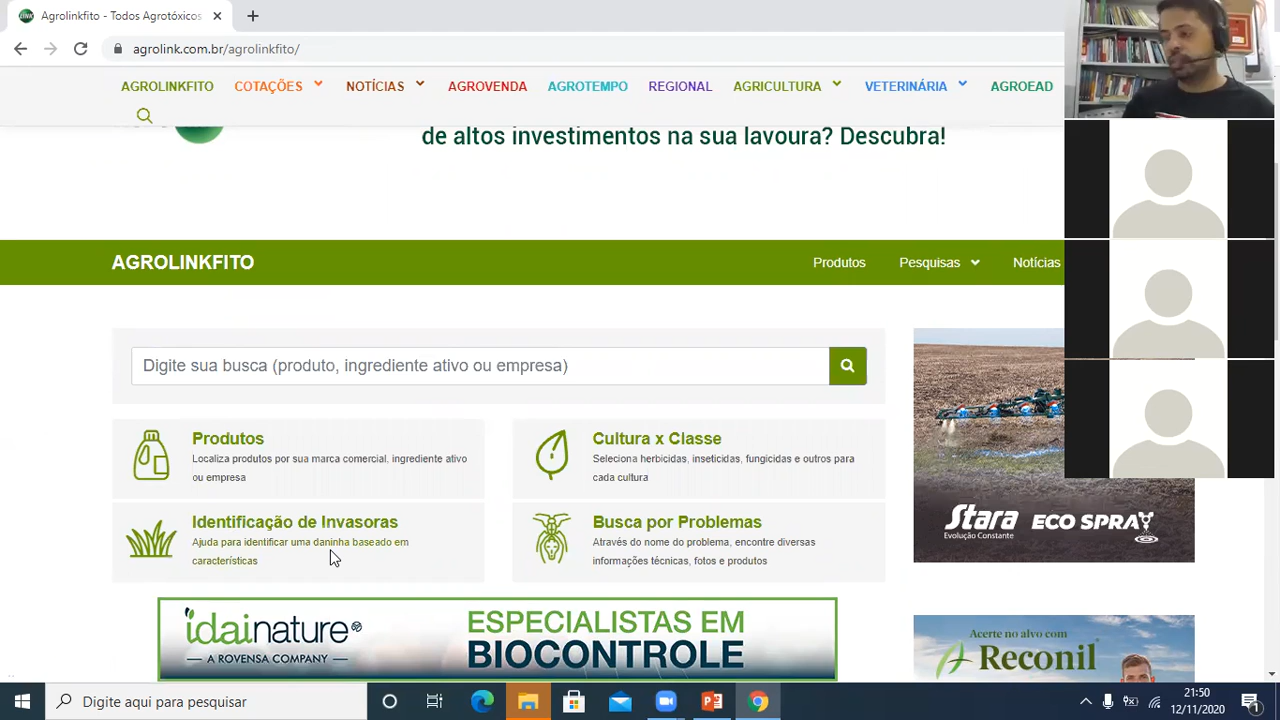 Agrolinkfito - Todos Agrotóxicos
agrolink.com.br/agrolinkfito/
AGROLINKFITO COTAÇÕES NOTÍCIAS AGROVENDA AGROTEMPO REGIONAL AGRICULTURA VETERINÁRIA AGROEAD
de altos investimentos na sua lavoura? Descubra!
AGROLINKFITO Produtos Pesquisas Notícias
Digite sua busca (produto, ingrediente ativo ou empresa)
Produtos
Localiza produtos por sua marca comercial, ingrediente ativo
ou empresa
Cultura x Classe
Seleciona herbicidas, inseticidas, fungicidas e outros para
cada cultura
Identificação de Invasoras
Ajuda para identificar uma daninha baseado em
características
Busca por Problemas
Através do nome do problema, encontre diversas
informações técnicas, fotos e produtos
Stara ECO SPRAY
Evolução Constante
idainature
A ROVENSA COMPANY
ESPECIALISTAS EM
BIOCONTROLE
Acerte no alvo com
Reconil
Digite aqui para pesquisar
21:50
12/11/2020